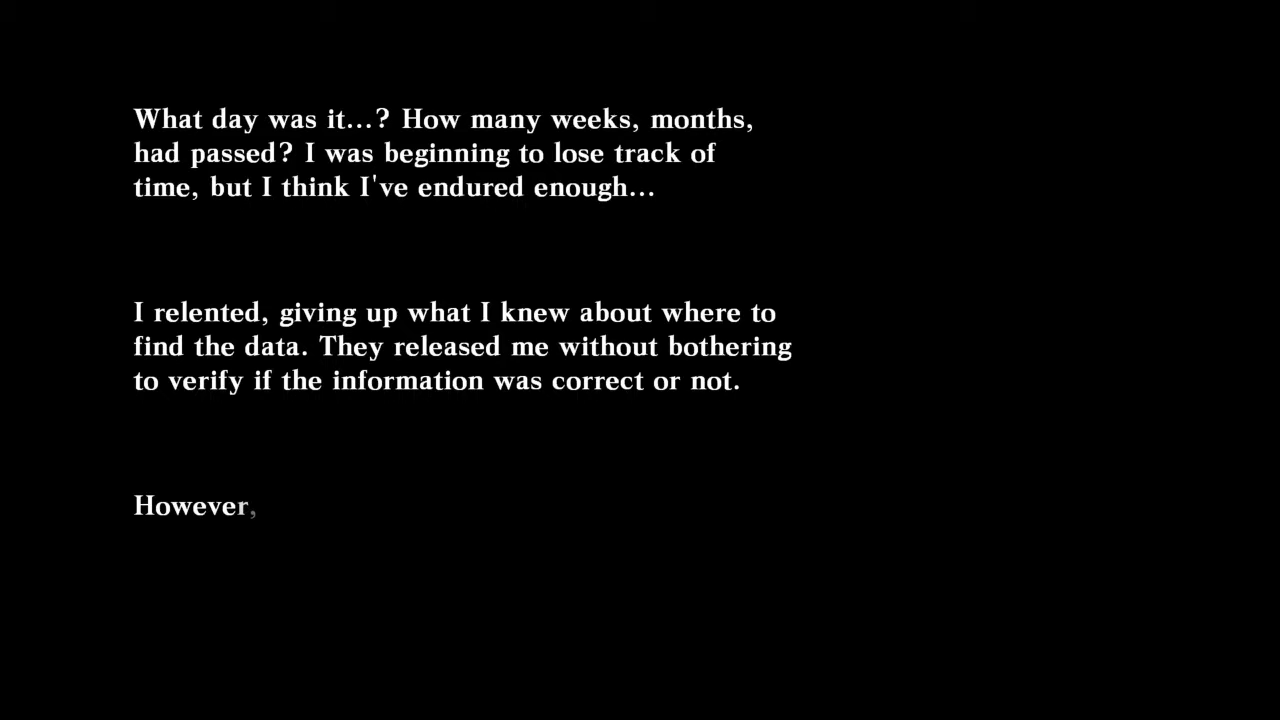 What day was it...? How many weeks, months,
had passed? I was beginning to lose track of
time, but I think I've endured enough...
I relented, giving up what I knew about where to
find the data. They released me without bothering
to verify if the information was correct or not.
However,